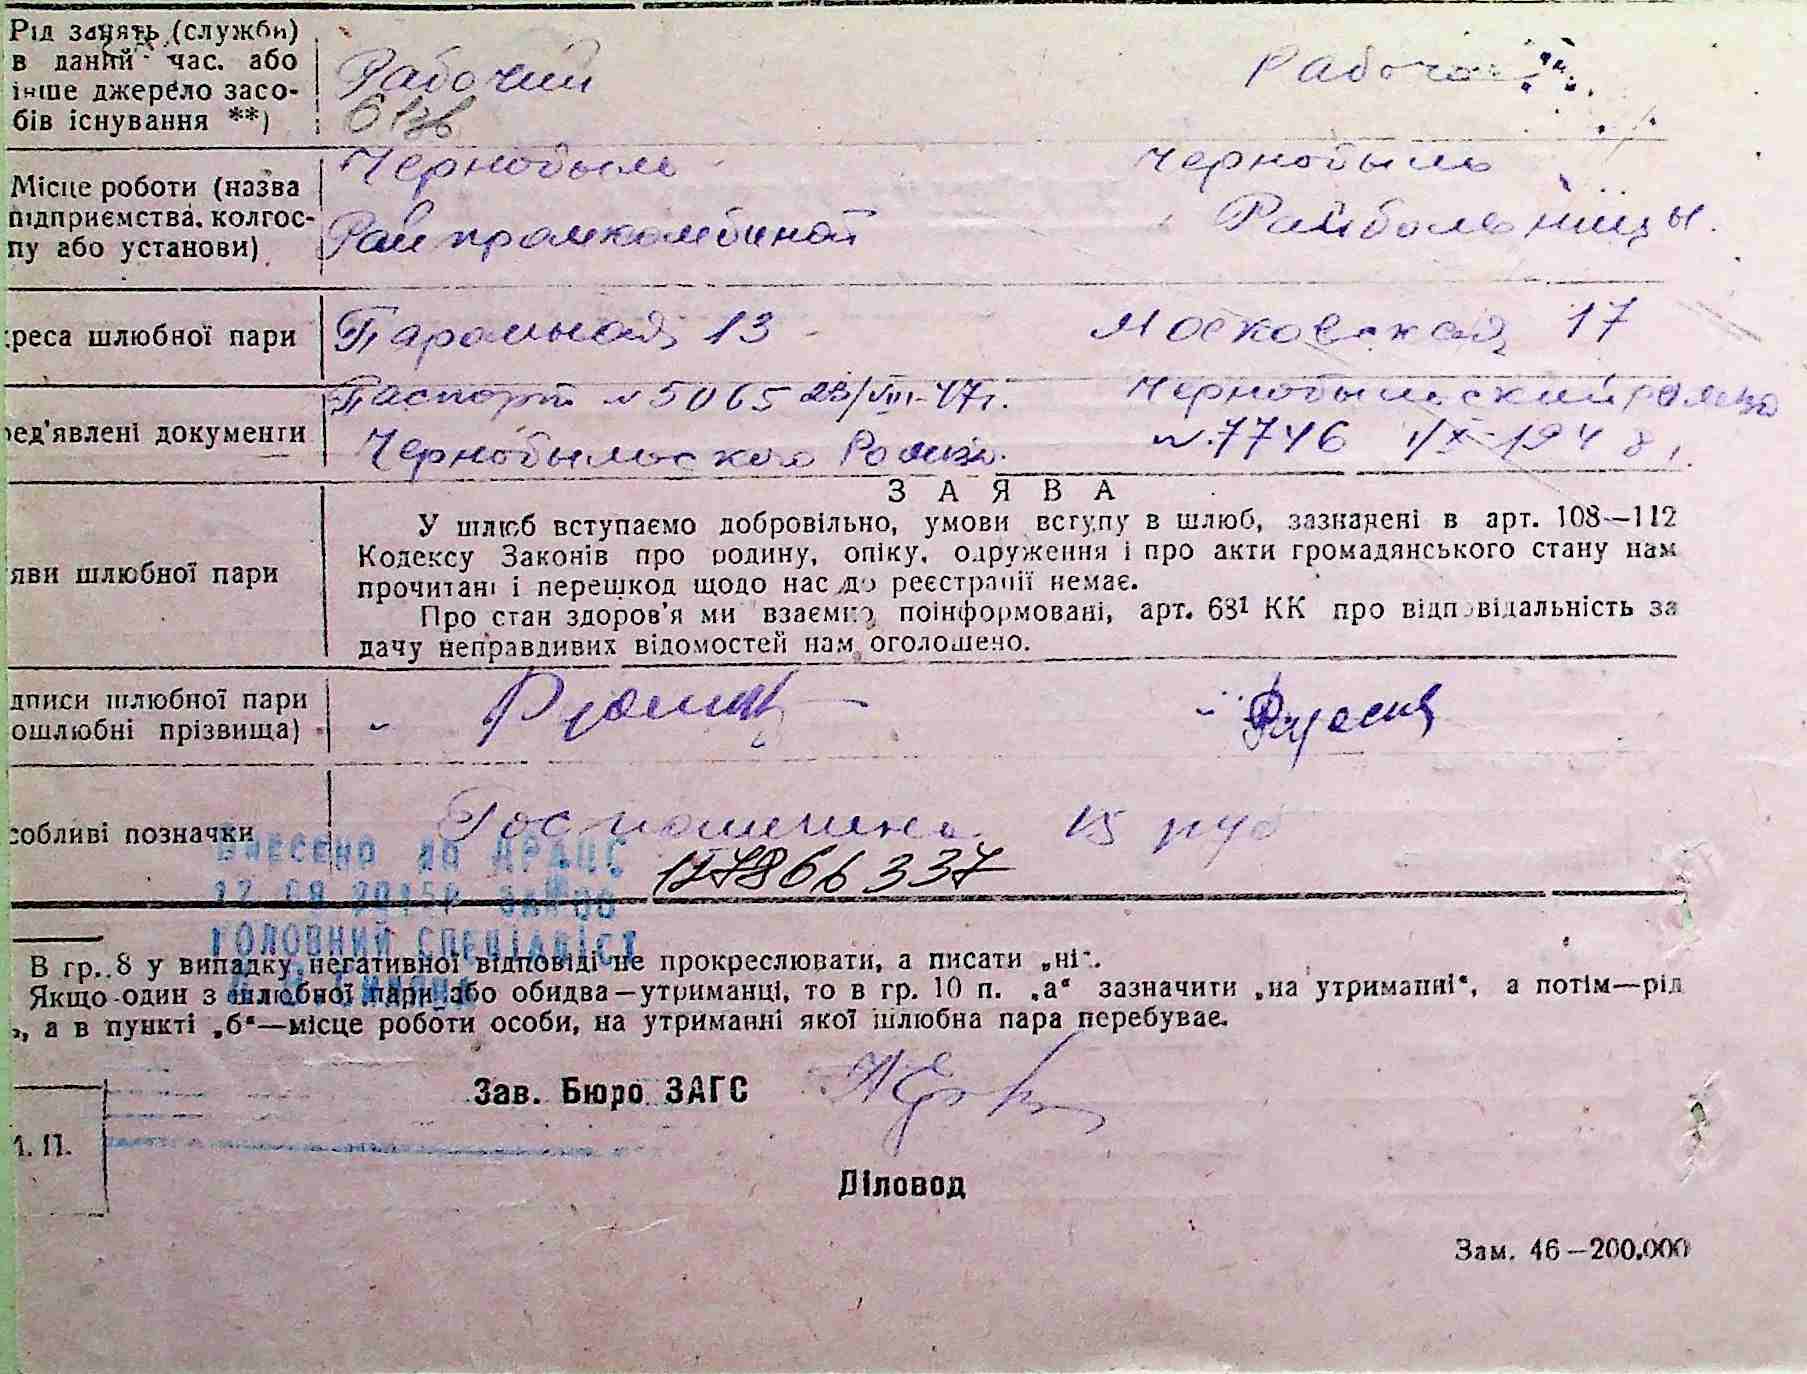 Рід занять (служби)
в даний час. або
інше джерело засо-
бів існування **)
Рабочий
Рабочая
Місце роботи (назва
підприємства, колгос-
пу або установи)
Чернобыль
Райпромкомбинат
Чернобыль
Райбольницы.
реса шлюбної пари
Паромная 13
Московская 17
ред'явлені документи
Паспорт № 5065 23/VIII-47г.
Чернобыльского
Чернобыльский
№ 7746 1/X-1948г.
яви шлюбної пари
ЗАЯВА
У шлюб вступаємо добровільно, умови вступу в шлюб, зазначені в арт. 108—112
Кодексу Законів про родину, опіку, одруження і про акти громадянського стану нам
прочитані і перешкод щодо нас до реєстрації немає.
Про стан здоров'я ми взаємно поінформовані, арт. 68¹ КК про відповідальність за
дачу неправдивих відомостей нам оголошено.
дписи шлюбної пари
ошлюбні прізвища)
собливі позначки
Госпошлина 15 руб
Внесено до ДРАЦС
17866337
ГОЛОВНИЙ СПЕЦІАЛІСТ
В гр. 8 у випадку негативної відповіді не прокреслювати, а писати „ні“.
Якщо один з шлюбної пари або обидва—утриманці, то в гр. 10 п. „а“ зазначити „на утриманні“, а потім—рід
, а в пункті „б“—місце роботи особи, на утриманні якої шлюбна пара перебуває.
Зав. Бюро ЗАГС
М. П.
Діловод
Зам. 46—200.000